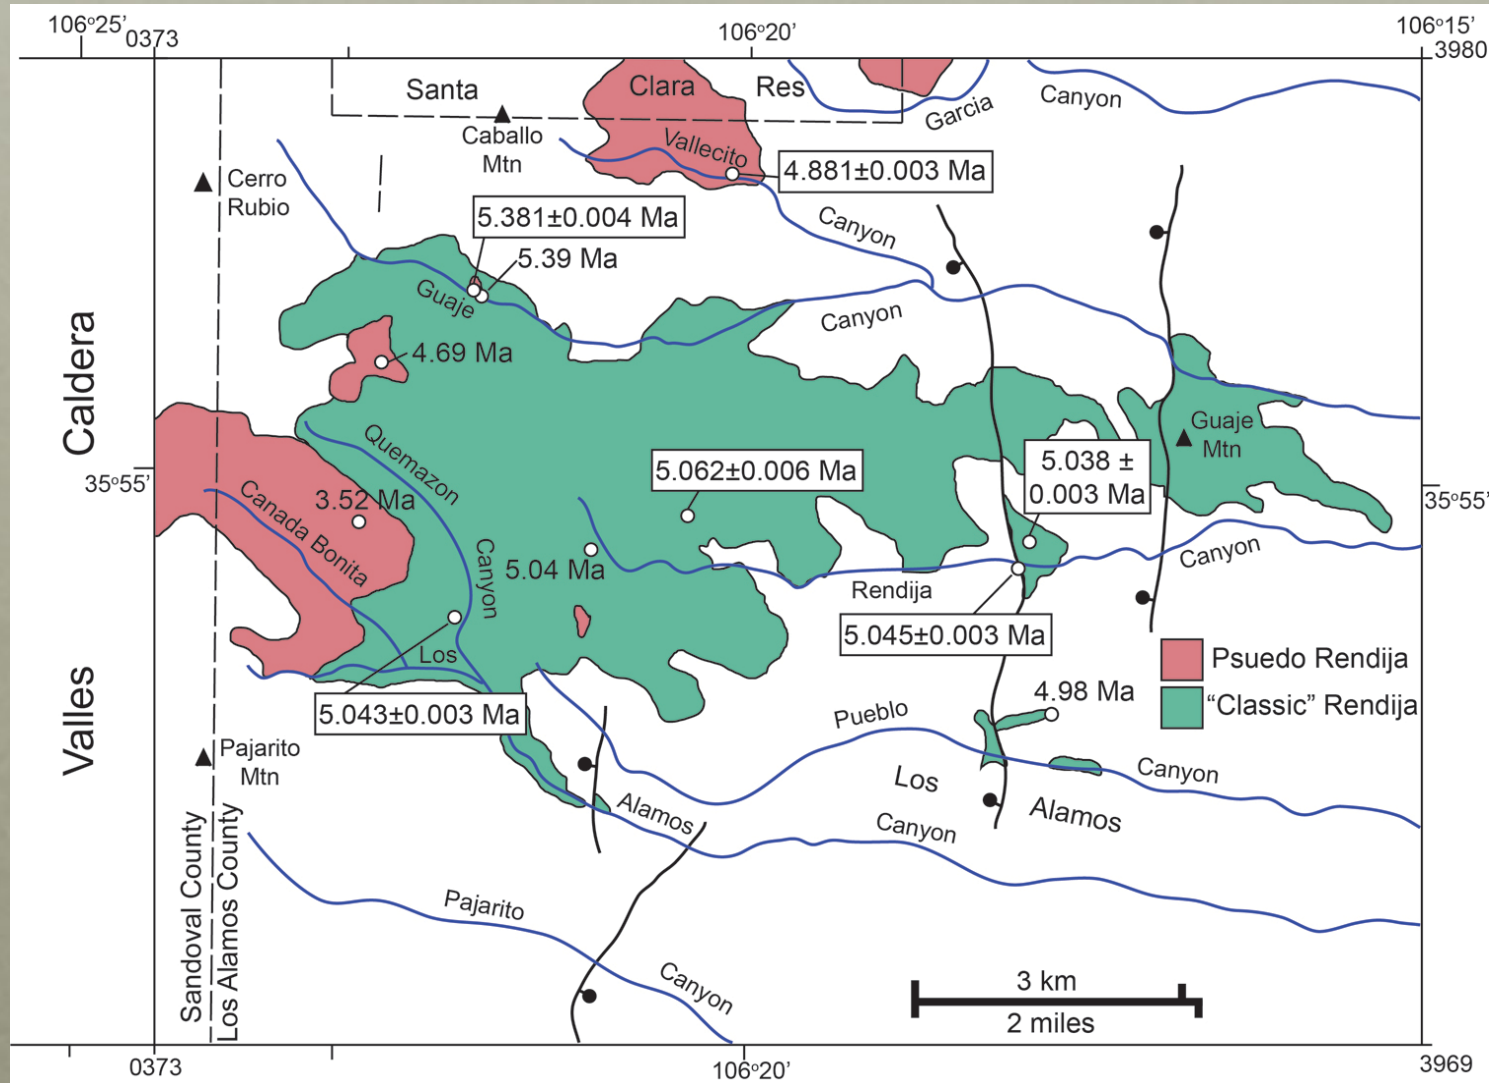 106°25’
0373
106°20’
106°15’
3980
Santa
Clara
Res
Garcia
Canyon
Caballo
Mtn
Vallecito
4.881±0.003 Ma
Cerro
Rubio
5.381±0.004 Ma
Canyon
5.39 Ma
Guaje
Canyon
4.69 Ma
Caldera
Guaje
Mtn
Quemazon
5.062±0.006 Ma
5.038 ±
0.003 Ma
35°55’
35°55’
Canada Bonita
3.52 Ma
Canyon
5.04 Ma
Canyon
Rendija
5.045±0.003 Ma
Los
Psuedo Rendija
Valles
4.98 Ma
“Classic” Rendija
5.043±0.003 Ma
Pueblo
Pajarito
Mtn
Canyon
Los
Alamos
Alamos
Canyon
Sandoval County
Los Alamos County
Pajarito
Canyon
3 km
2 miles
0373
106°20’
3969